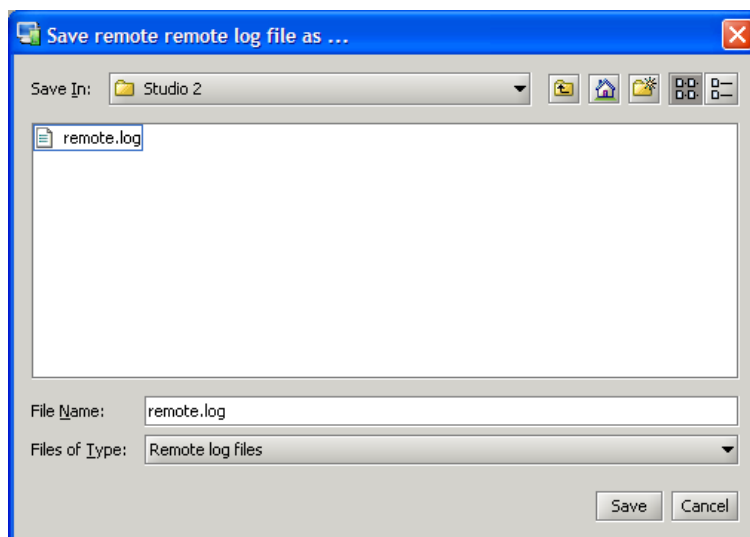 Save remote remote log file as ...
Save In: Studio 2
remote.log
File Name: remote.log
Files of Type: Remote log files
Save Cancel